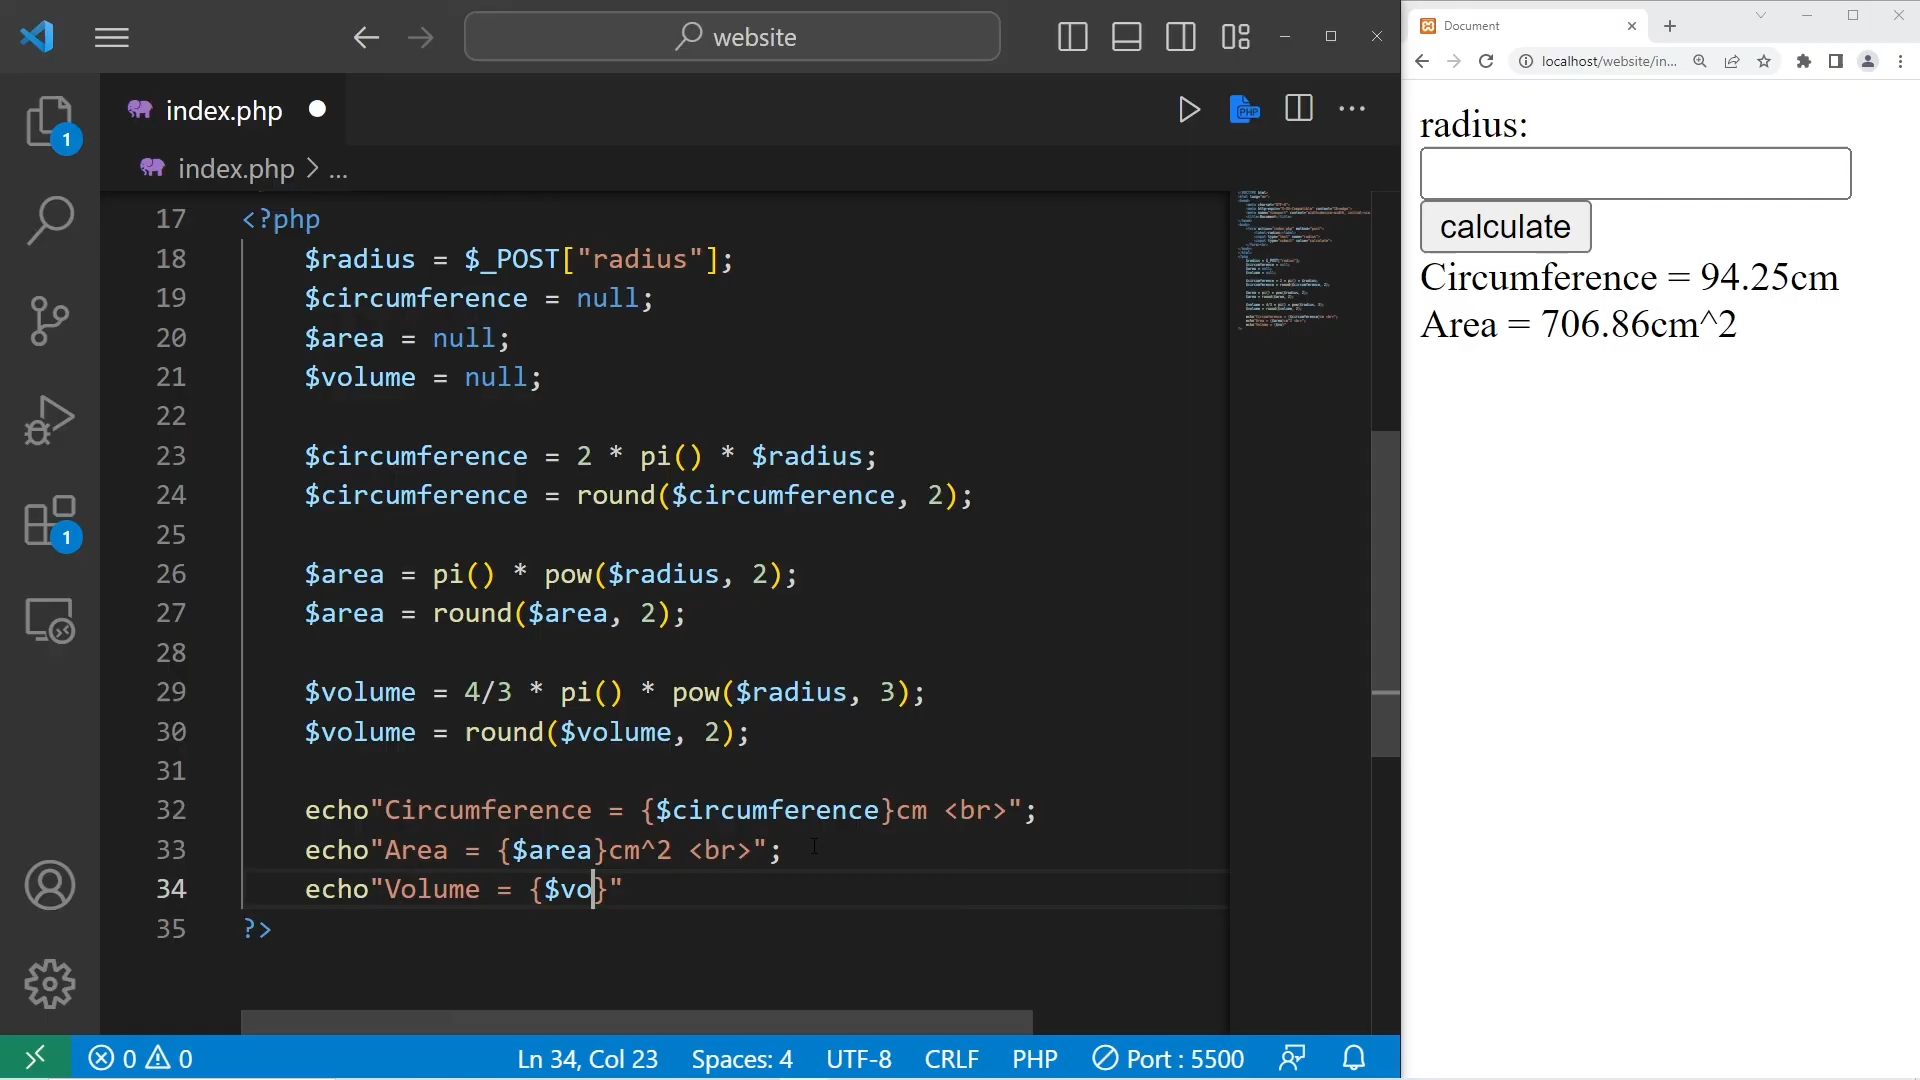 website
index.php
index.php > ...
17 <?php
18 $radius = $_POST["radius"];
19 $circumference = null;
20 $area = null;
21 $volume = null;
22
23 $circumference = 2 * pi() * $radius;
24 $circumference = round($circumference, 2);
25
26 $area = pi() * pow($radius, 2);
27 $area = round($area, 2);
28
29 $volume = 4/3 * pi() * pow($radius, 3);
30 $volume = round($volume, 2);
31
32 echo"Circumference = {$circumference}cm <br>";
33 echo"Area = {$area}cm^2 <br>";
34 echo"Volume = {$vo}"
35 ?>
1
1
PHP
0 0 Ln 34, Col 23 Spaces: 4 UTF-8 CRLF PHP Port : 5500
Document
localhost/website/in...
radius:
calculate
Circumference = 94.25cm
Area = 706.86cm^2